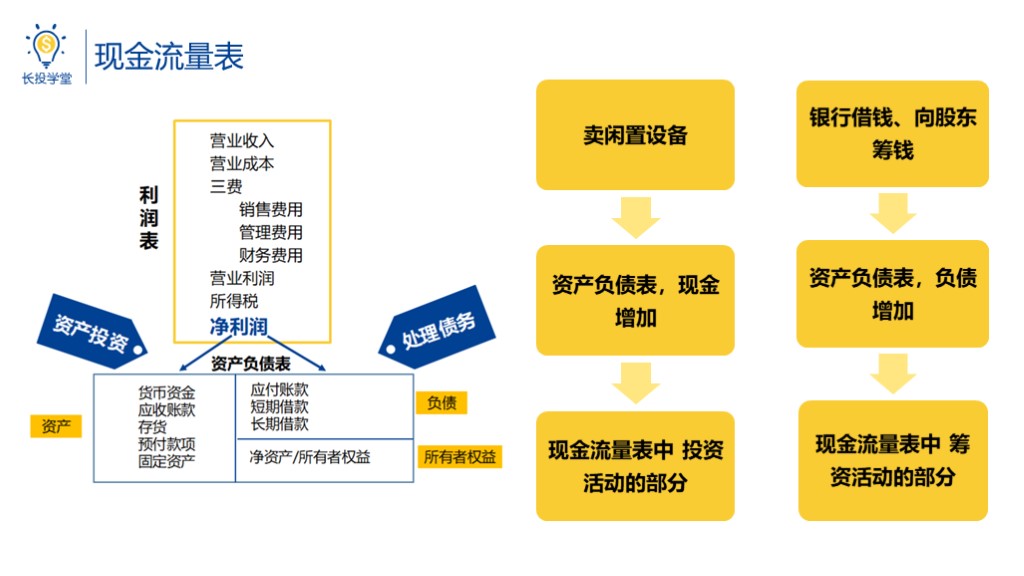 长投学堂
现金流量表
利
润
表
营业收入
营业成本
三费
销售费用
管理费用
财务费用
营业利润
所得税
净利润
资产投资
处理债务
资产负债表
资产
货币资金
应收账款
存货
预付款项
固定资产
应付账款
短期借款
长期借款
净资产/所有者权益
负债
所有者权益
卖闲置设备
资产负债表，现金
增加
现金流量表中 投资
活动的部分
银行借钱、向股东
筹钱
资产负债表，负债
增加
现金流量表中 筹
资活动的部分